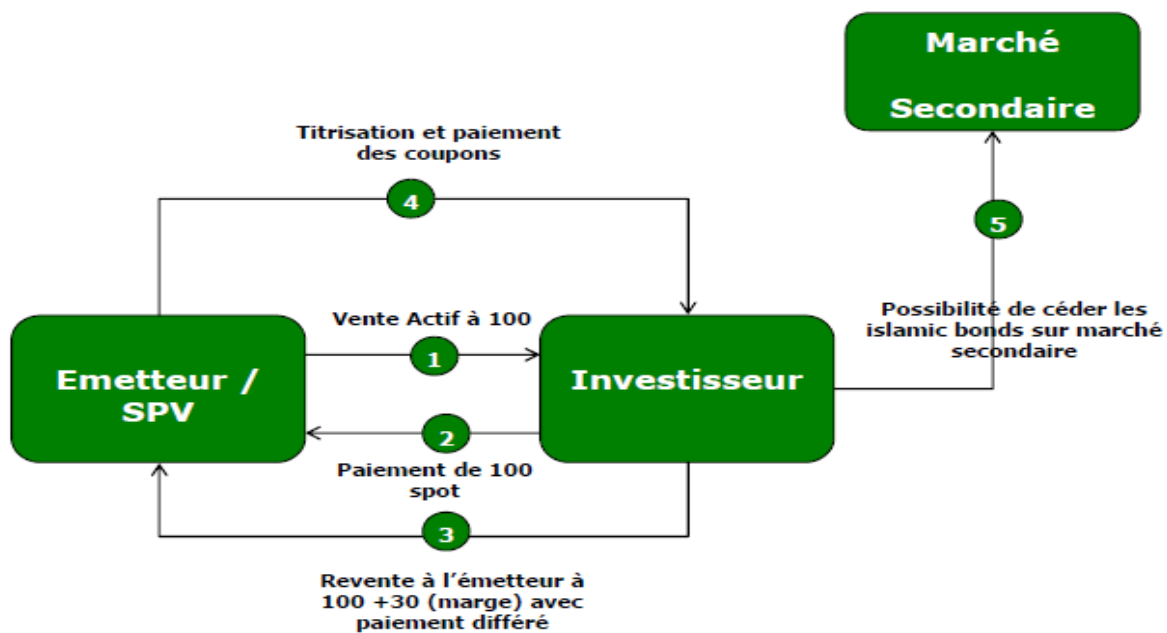 Marché
Secondaire
Titrisation et paiement
des coupons
4
5
Vente Actif à 100
Possibilité de céder les
islamic bonds sur marché
secondaire
1
Emetteur /
SPV
Investisseur
2
Paiement de 100
spot
3
Revente à l’émetteur à
100 +30 (marge) avec
paiement différé